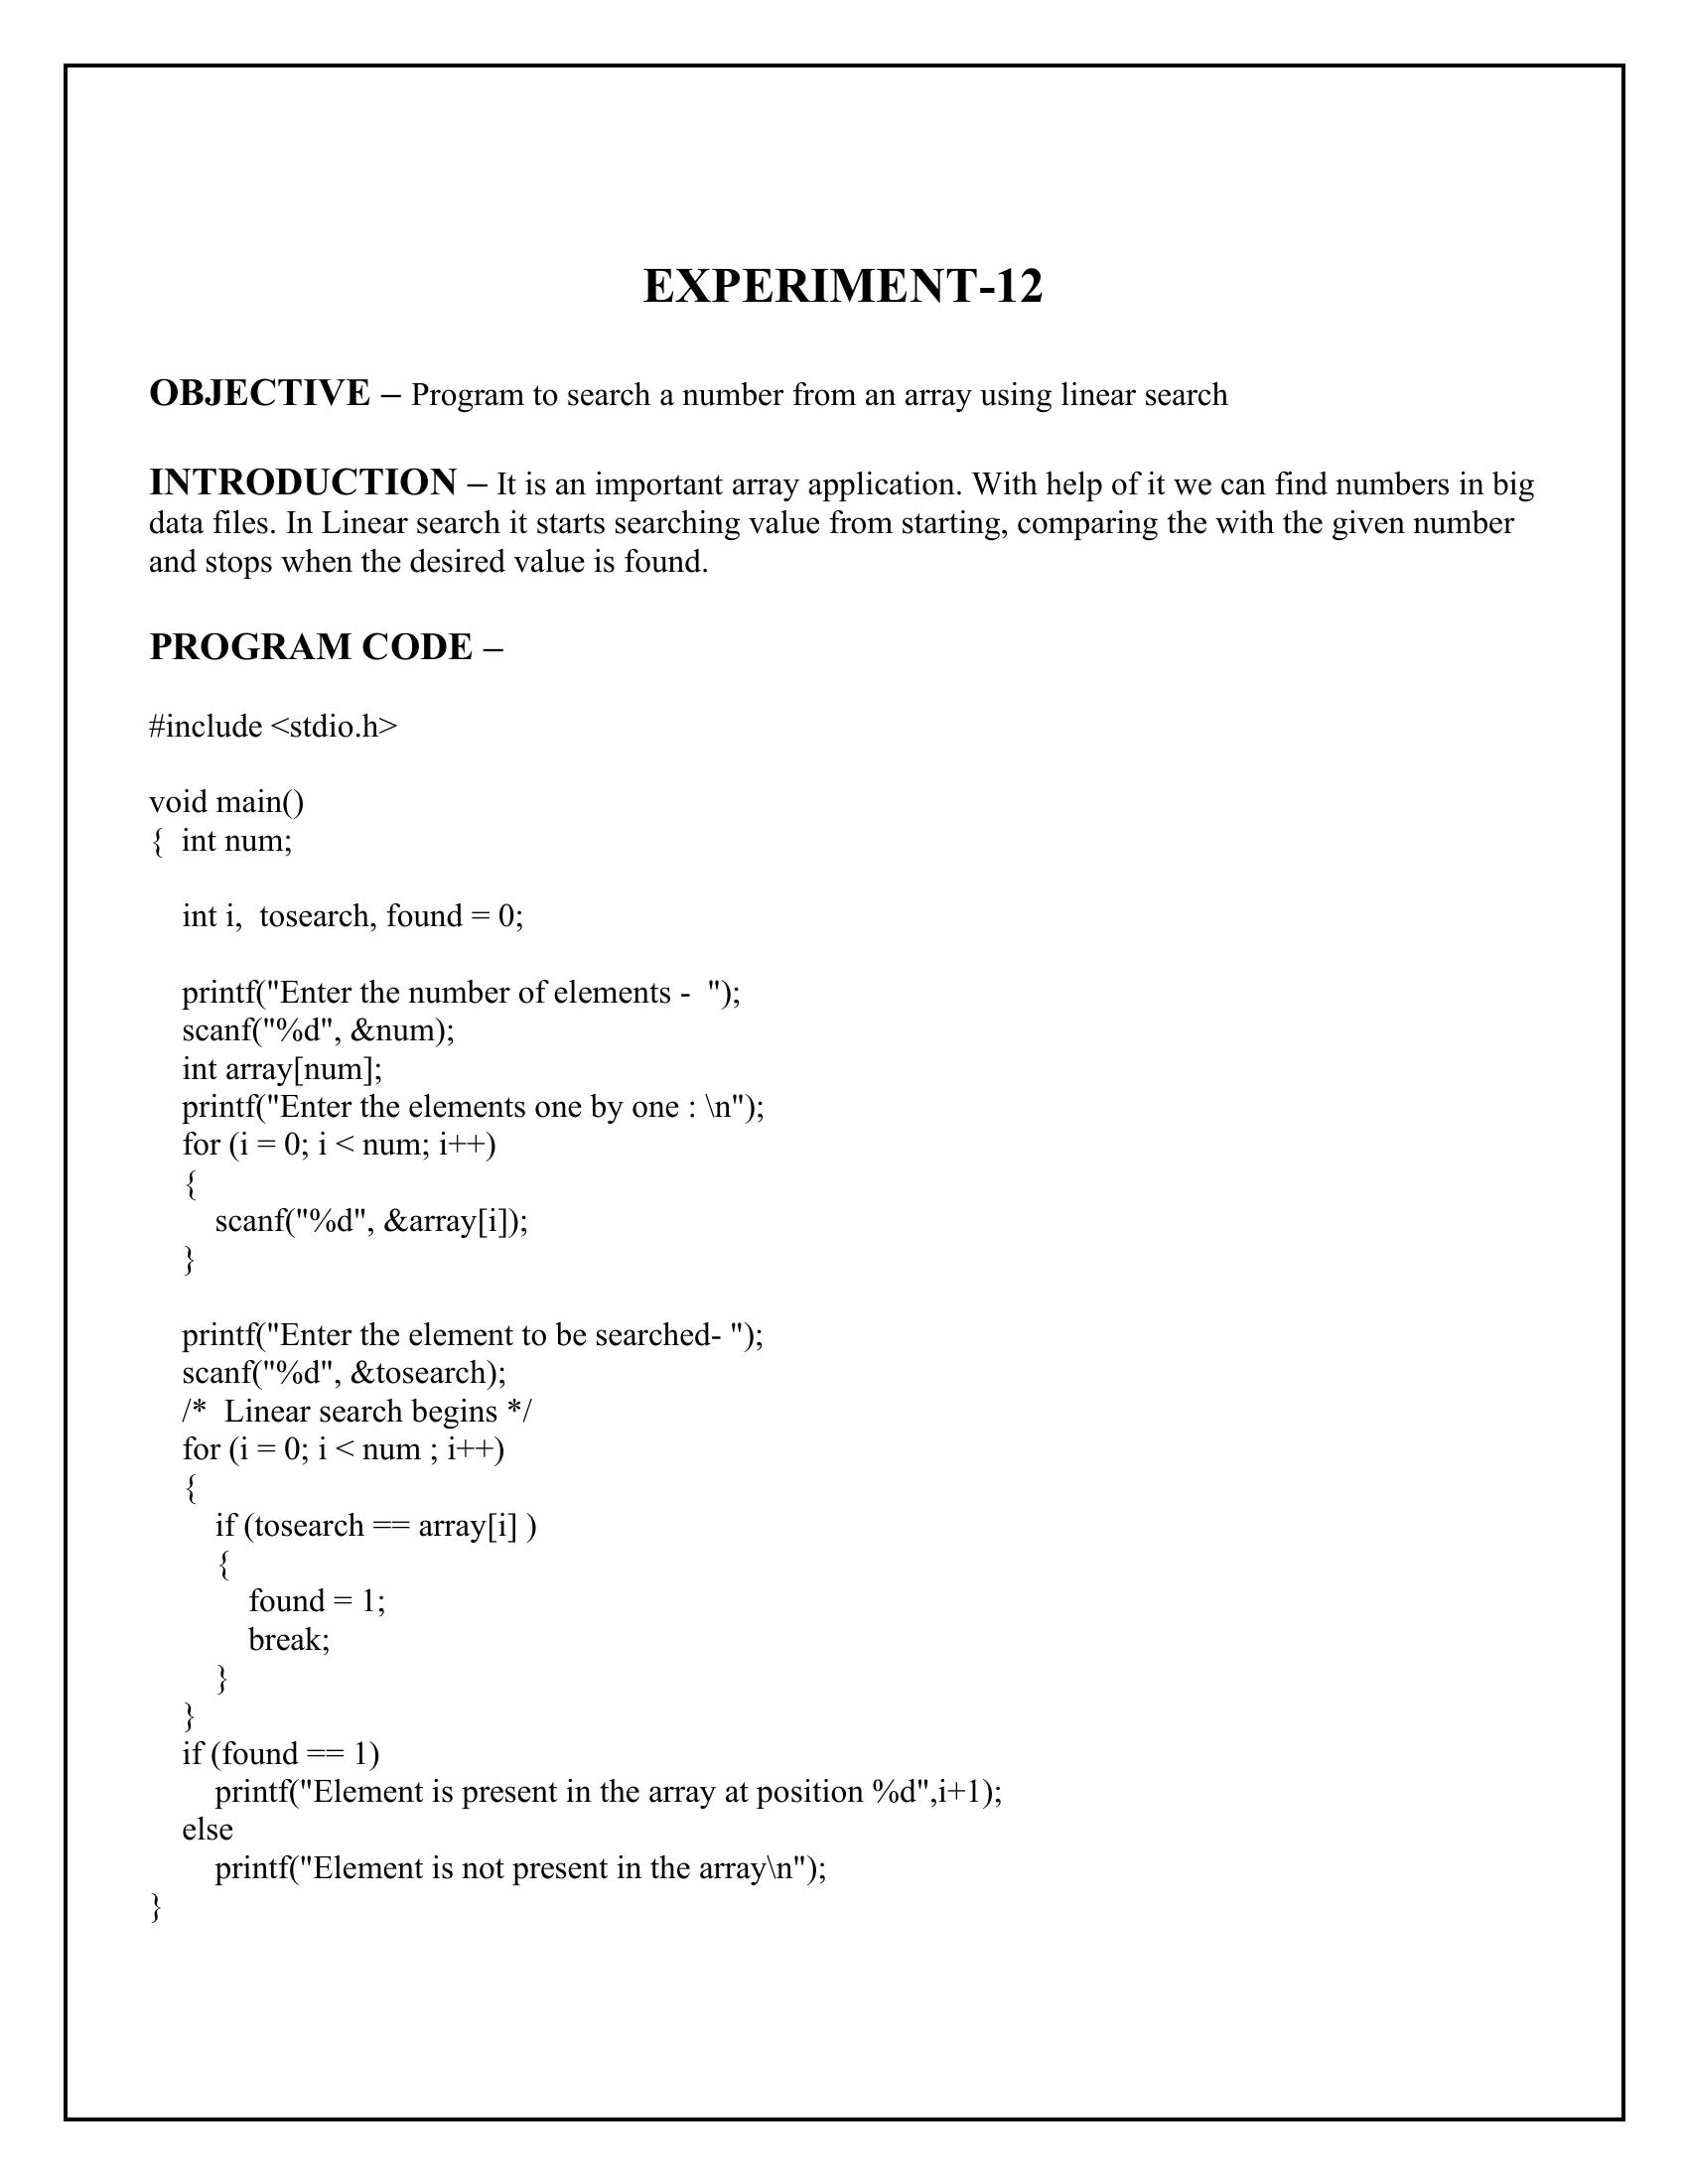 EXPERIMENT-12
OBJECTIVE – Program to search a number from an array using linear search
INTRODUCTION – It is an important array application. With help of it we can find numbers in big
data files. In Linear search it starts searching value from starting, comparing the with the given number
and stops when the desired value is found.
PROGRAM CODE –
#include <stdio.h>
void main()
{  int num;
    int i,  tosearch, found = 0;
    printf("Enter the number of elements -  ");
    scanf("%d", &num);
    int array[num];
    printf("Enter the elements one by one : \n");
    for (i = 0; i < num; i++)
    {
        scanf("%d", &array[i]);
    }
    printf("Enter the element to be searched- ");
    scanf("%d", &tosearch);
    /*  Linear search begins */
    for (i = 0; i < num ; i++)
    {
        if (tosearch == array[i] )
        {
            found = 1;
            break;
        }
    }
    if (found == 1)
        printf("Element is present in the array at position %d",i+1);
    else
        printf("Element is not present in the array\n");
}